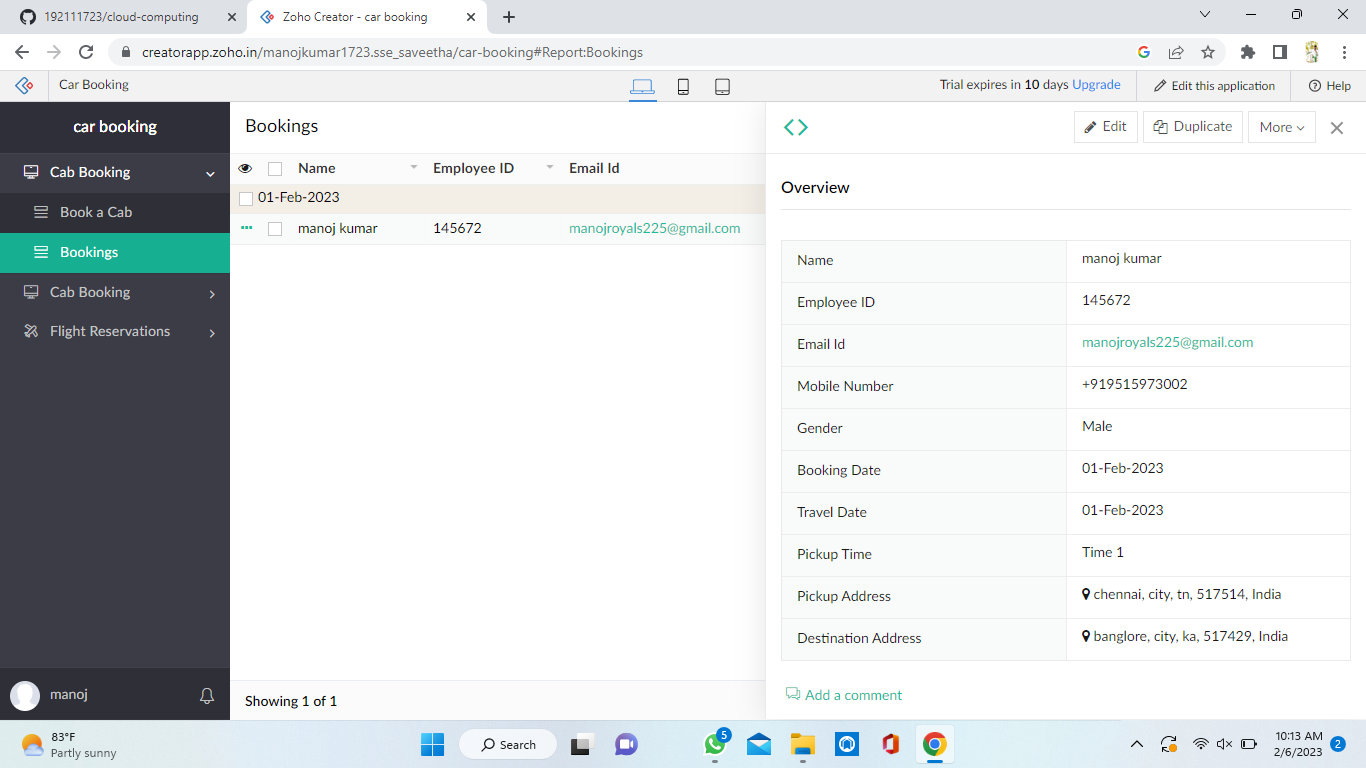 192111723/cloud-computing
Zoho Creator - car booking
creatorapp.zoho.in/manojkumar1723.sse_saveetha/car-booking#Report:Bookings
Car Booking
Trial expires in 10 days Upgrade
Edit this application
Help
car booking
Cab Booking
Book a Cab
Bookings
Cab Booking
Flight Reservations
manoj
Bookings
Name Employee ID Email Id
01-Feb-2023
manoj kumar 145672 manojroyals225@gmail.com
Showing 1 of 1
Edit Duplicate More
Overview
Name manoj kumar
Employee ID 145672
Email Id manojroyals225@gmail.com
Mobile Number +919515973002
Gender Male
Booking Date 01-Feb-2023
Travel Date 01-Feb-2023
Pickup Time Time 1
Pickup Address chennai, city, tn, 517514, India
Destination Address banglore, city, ka, 517429, India
Add a comment
83°F
Partly sunny
Search
5
10:13 AM
2/6/2023
2